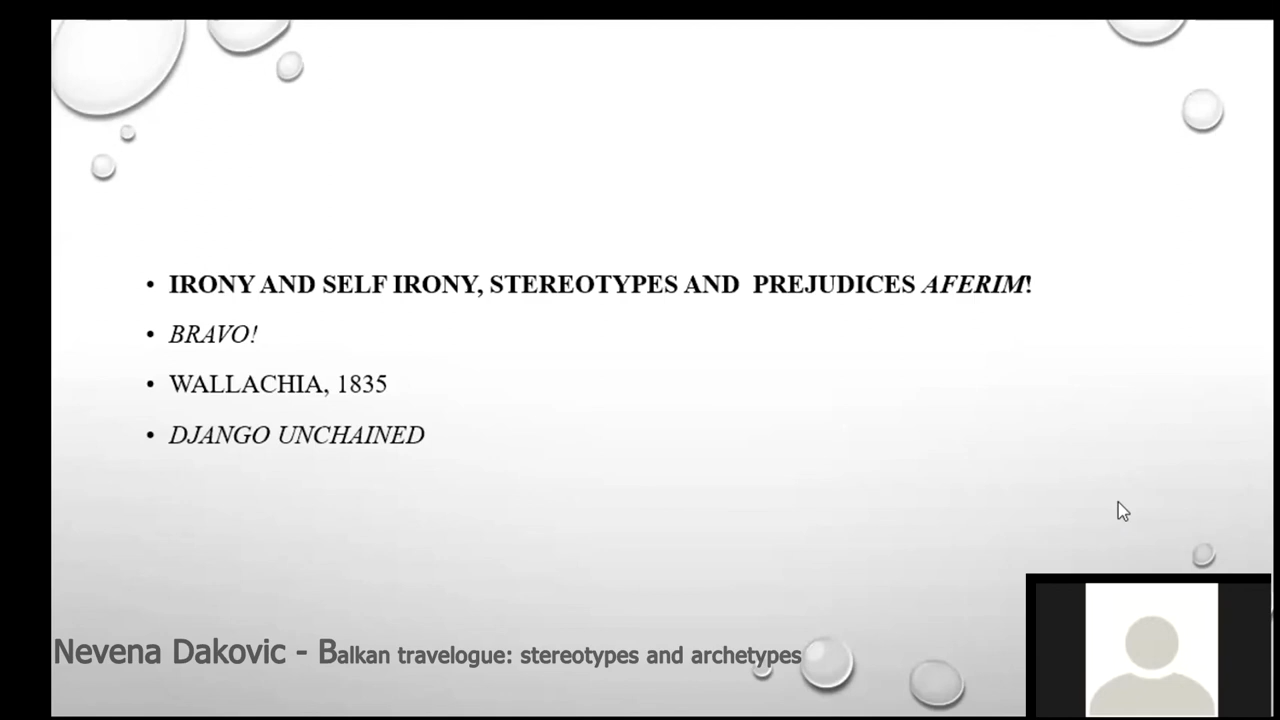 • IRONY AND SELF IRONY, STEREOTYPES AND PREJUDICES AFERIM!
• BRAVO!
• WALLACHIA, 1835
• DJANGO UNCHAINED
Nevena Dakovic - Balkan travelogue: stereotypes and archetypes